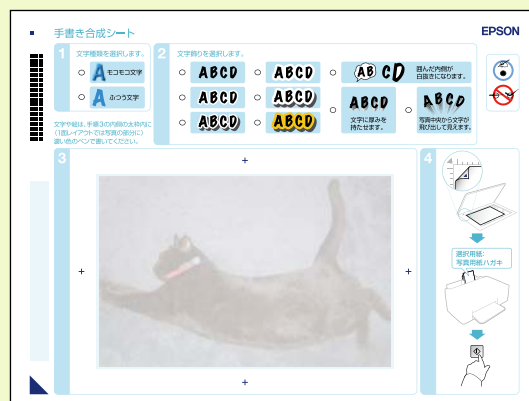 手書き合成シート
EPSON
1
文字種類を選択します。
A モコモコ文字
A ふつう文字
文字や絵は、手順3の内側の太枠内に
(1面レイアウトでは写真の部分に)
濃い色のペンで書いてください。
2
文字飾りを選択します。
ABCD
ABCD
AB CD
囲んだ内側が
白抜きになります。
ABCD
ABCD
ABCD
ABCD
ABCD
文字に厚みを
持たせます。
ABCD
写真中央から文字が
飛び出して見えます。
3
4
選択用紙:
写真用紙ハガキ